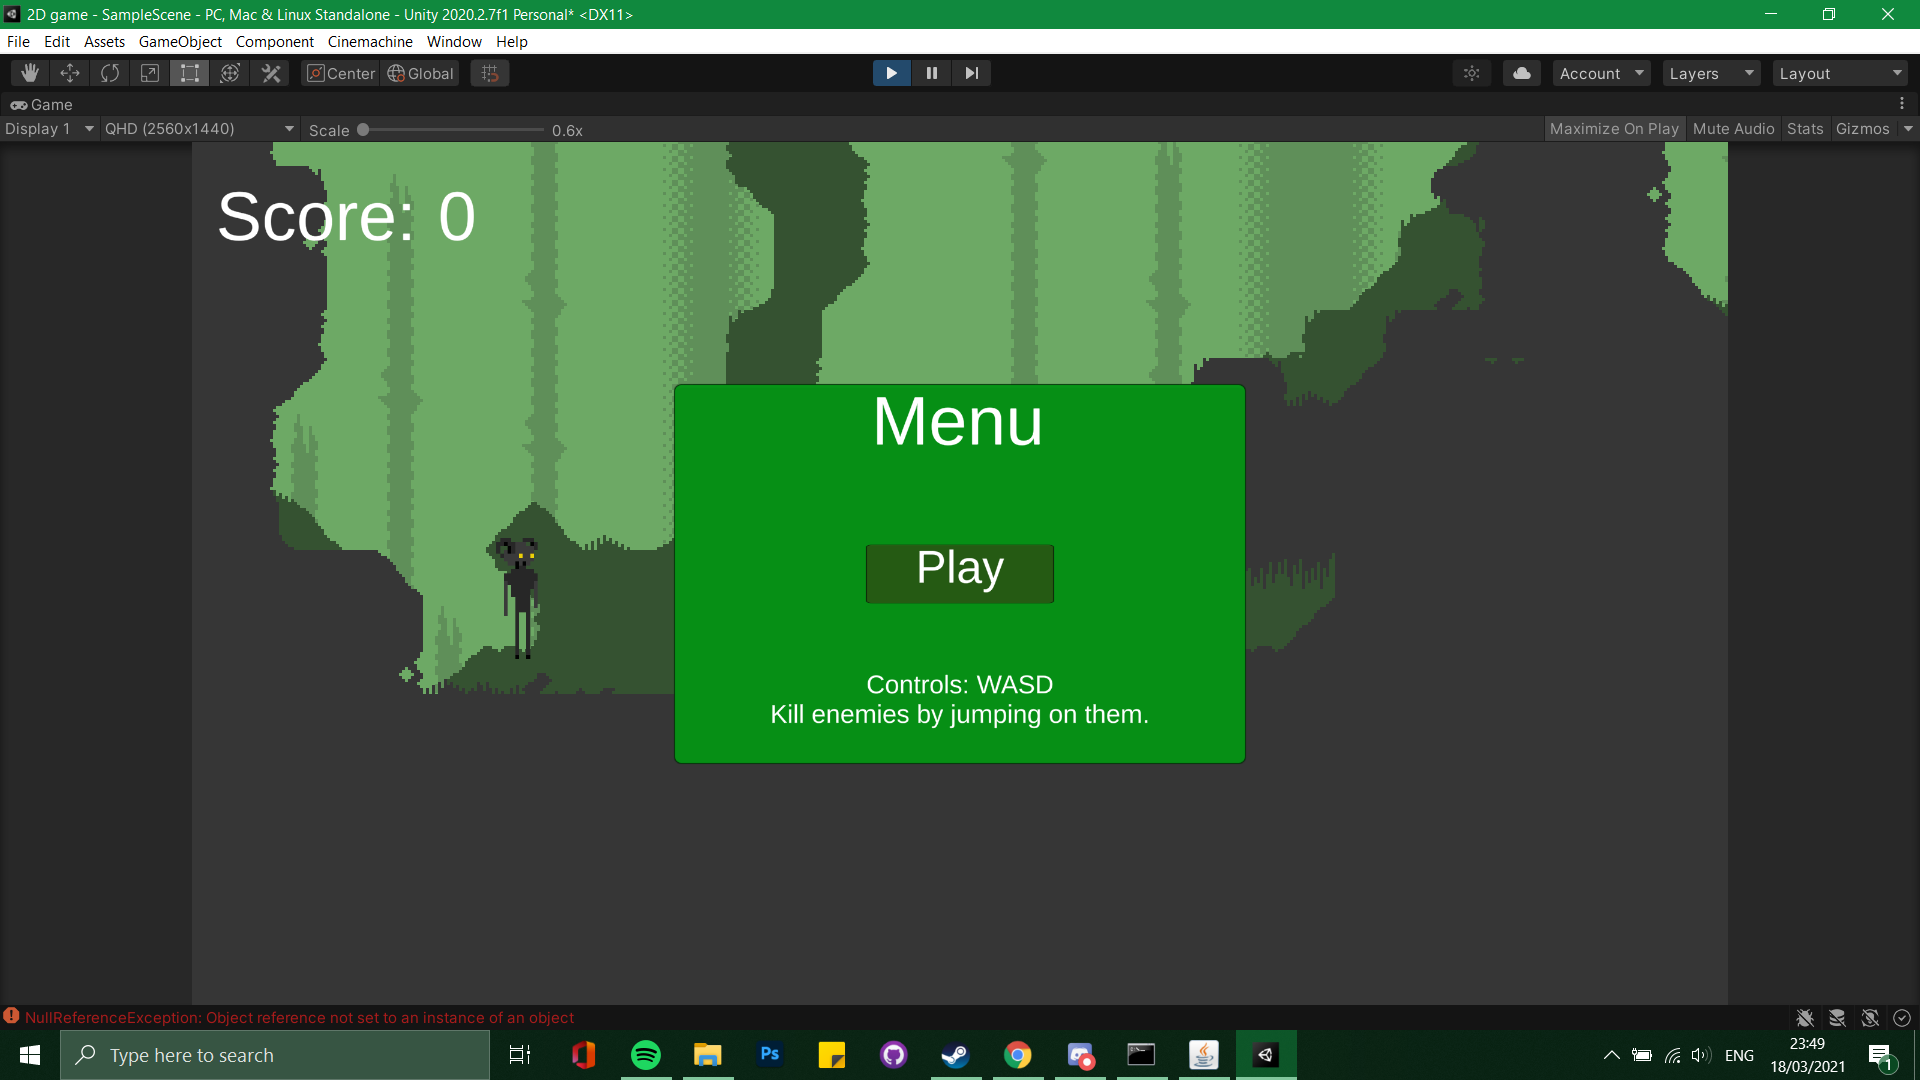 2D game - SampleScene - PC, Mac & Linux Standalone - Unity 2020.2.7f1 Personal* <DX11>
File Edit Assets GameObject Component Cinemachine Window Help
Center Global Account Layers Layout
Game
Display 1 QHD (2560x1440) Scale 0.6x Maximize On Play Mute Audio Stats Gizmos
Score: 0
Menu
Play
Controls: WASD
Kill enemies by jumping on them.
NullReferenceException: Object reference not set to an instance of an object
Type here to search
Ps
ENG
23:49
18/03/2021
1